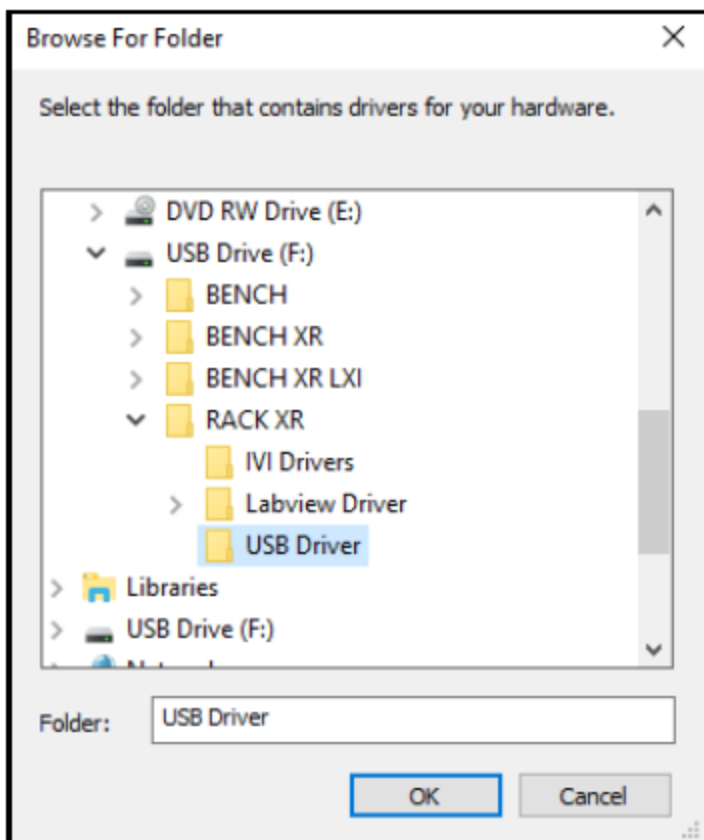 Browse For Folder
Select the folder that contains drivers for your hardware.
DVD RW Drive (E:)
USB Drive (F:)
BENCH
BENCH XR
BENCH XR LXI
RACK XR
IVI Drivers
Labview Driver
USB Driver
Libraries
USB Drive (F:)
Folder: USB Driver
OK Cancel